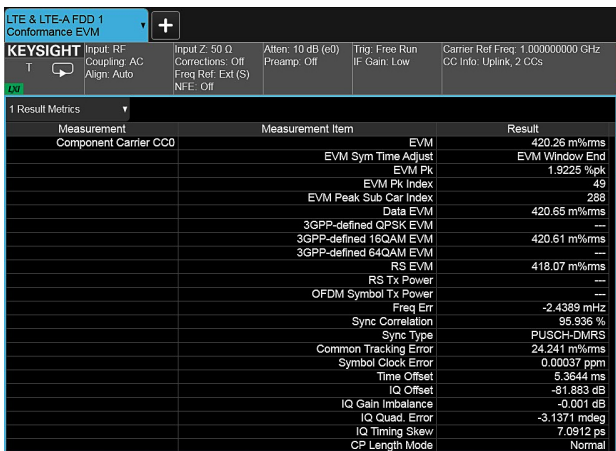 LTE & LTE-A FDD 1
Conformance EVM
KEYSIGHT Input: RF Input Z: 50 Ω Atten: 10 dB (e0) Trig: Free Run Carrier Ref Freq: 1.000000000 GHz
T Coupling: AC Corrections: Off Preamp: Off IF Gain: Low CC Info: Uplink, 2 CCs
Align: Auto Freq Ref: Ext (S)
LXI NFE: Off
1 Result Metrics
Measurement Measurement Item Result
Component Carrier CC0 EVM 420.26 m%rms
EVM Sym Time Adjust EVM Window End
EVM Pk 1.9225 %pk
EVM Pk Index 49
EVM Peak Sub Car Index 288
Data EVM 420.65 m%rms
3GPP-defined QPSK EVM ---
3GPP-defined 16QAM EVM 420.61 m%rms
3GPP-defined 64QAM EVM ---
RS EVM 418.07 m%rms
RS Tx Power ---
OFDM Symbol Tx Power ---
Freq Err -2.4389 mHz
Sync Correlation 95.936 %
Sync Type PUSCH-DMRS
Common Tracking Error 24.241 m%rms
Symbol Clock Error 0.00037 ppm
Time Offset 5.3644 ms
IQ Offset -81.883 dB
IQ Gain Imbalance -0.001 dB
IQ Quad. Error -3.1371 mdeg
IQ Timing Skew 7.0912 ps
CP Length Mode Normal